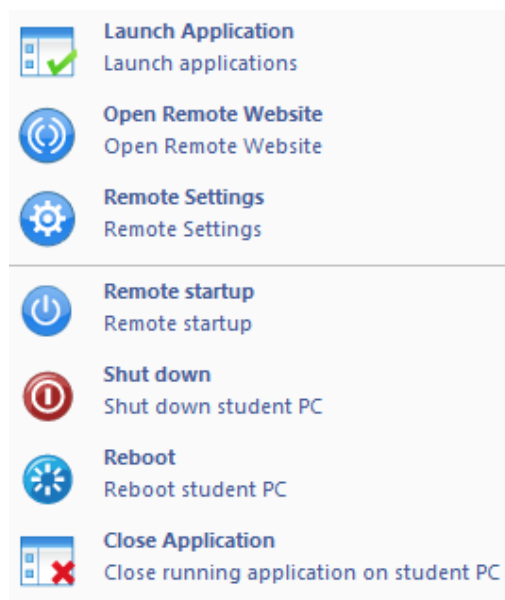 Launch Application
Launch applications
Open Remote Website
Open Remote Website
Remote Settings
Remote Settings
Remote startup
Remote startup
Shut down
Shut down student PC
Reboot
Reboot student PC
Close Application
Close running application on student PC